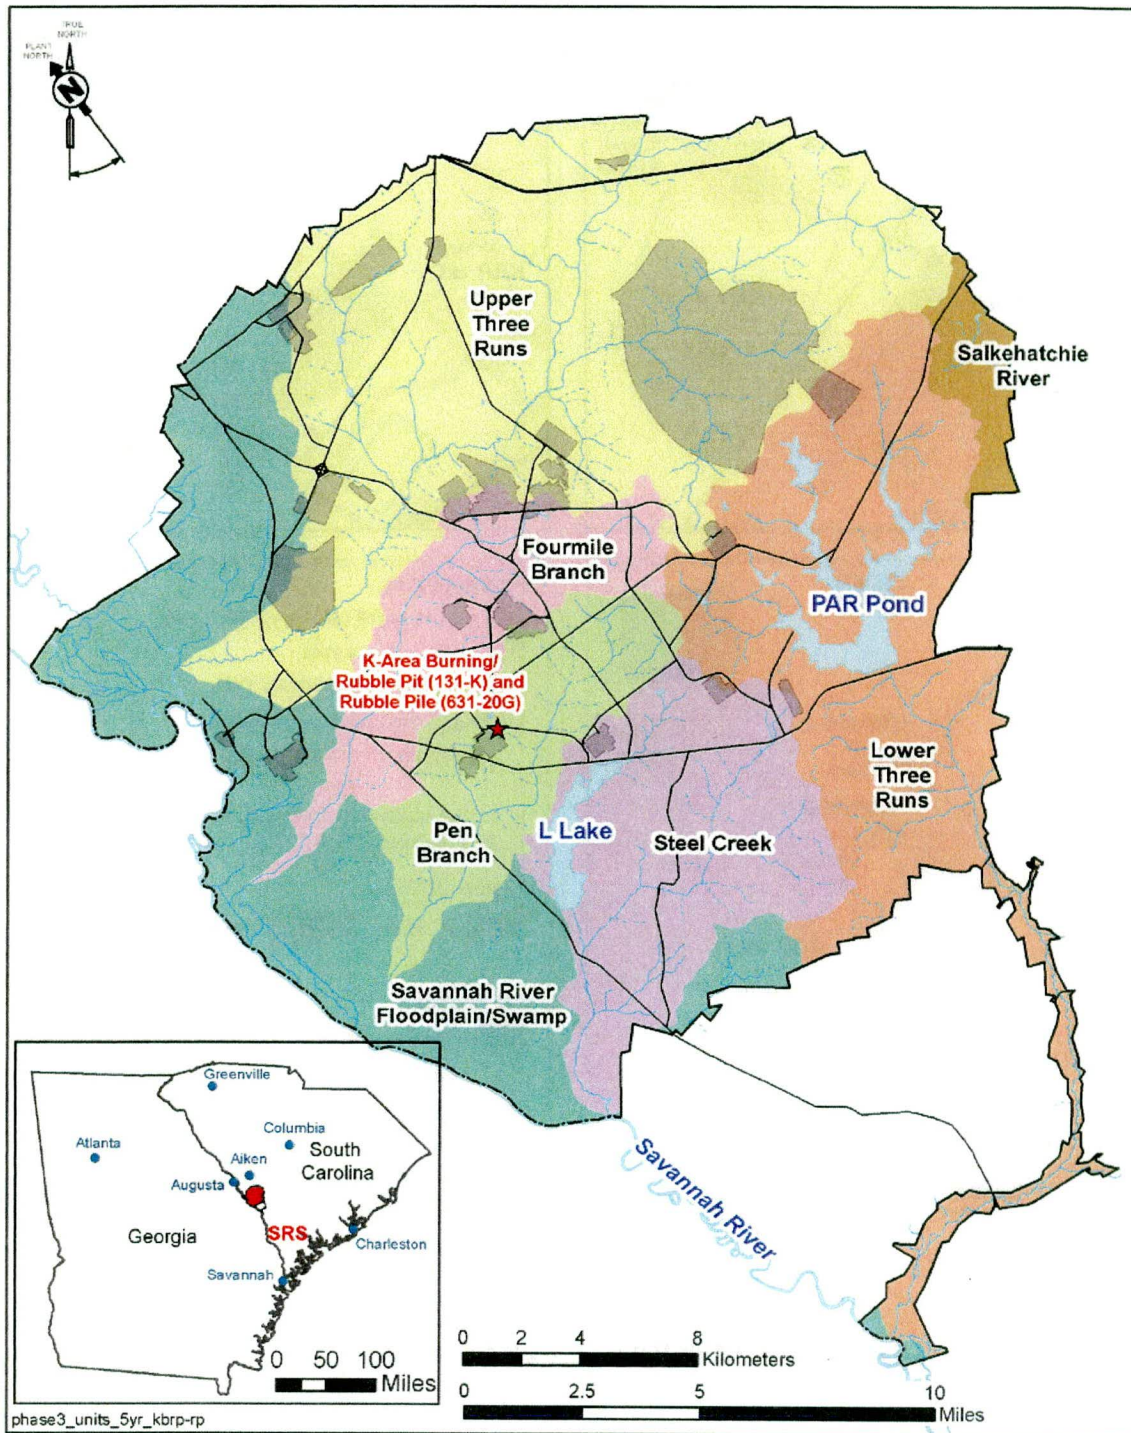 TRUE
NORTH
PLANT
NORTH
N
Upper
Three
Runs
Salkehatchie
River
Fourmile
Branch
PAR Pond
K-Area Burning/
Rubble Pit (131-K) and
Rubble Pile (631-20G)
Lower
Three
Runs
Pen
Branch
L Lake
Steel Creek
Savannah River
Floodplain/Swamp
Savannah River
Greenville
Atlanta
Columbia
South
Carolina
Aiken
Augusta
SRS
Georgia
Charleston
Savannah
0 50 100
Miles
phase3_units_5yr_kbrp-rp
0 2 4 8
Kilometers
0 2.5 5 10
Miles